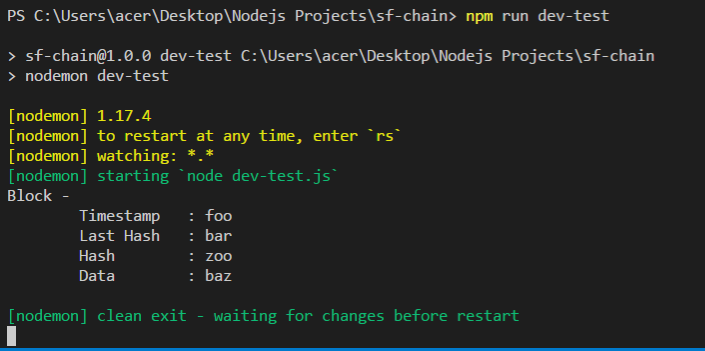 PS C:\Users\acer\Desktop\Nodejs Projects\sf-chain> npm run dev-test
> sf-chain@1.0.0 dev-test C:\Users\acer\Desktop\Nodejs Projects\sf-chain
> nodemon dev-test
[nodemon] 1.17.4
[nodemon] to restart at any time, enter `rs`
[nodemon] watching: *.*
[nodemon] starting `node dev-test.js`
Block -
Timestamp : foo
Last Hash : bar
Hash : zoo
Data : baz
[nodemon] clean exit - waiting for changes before restart